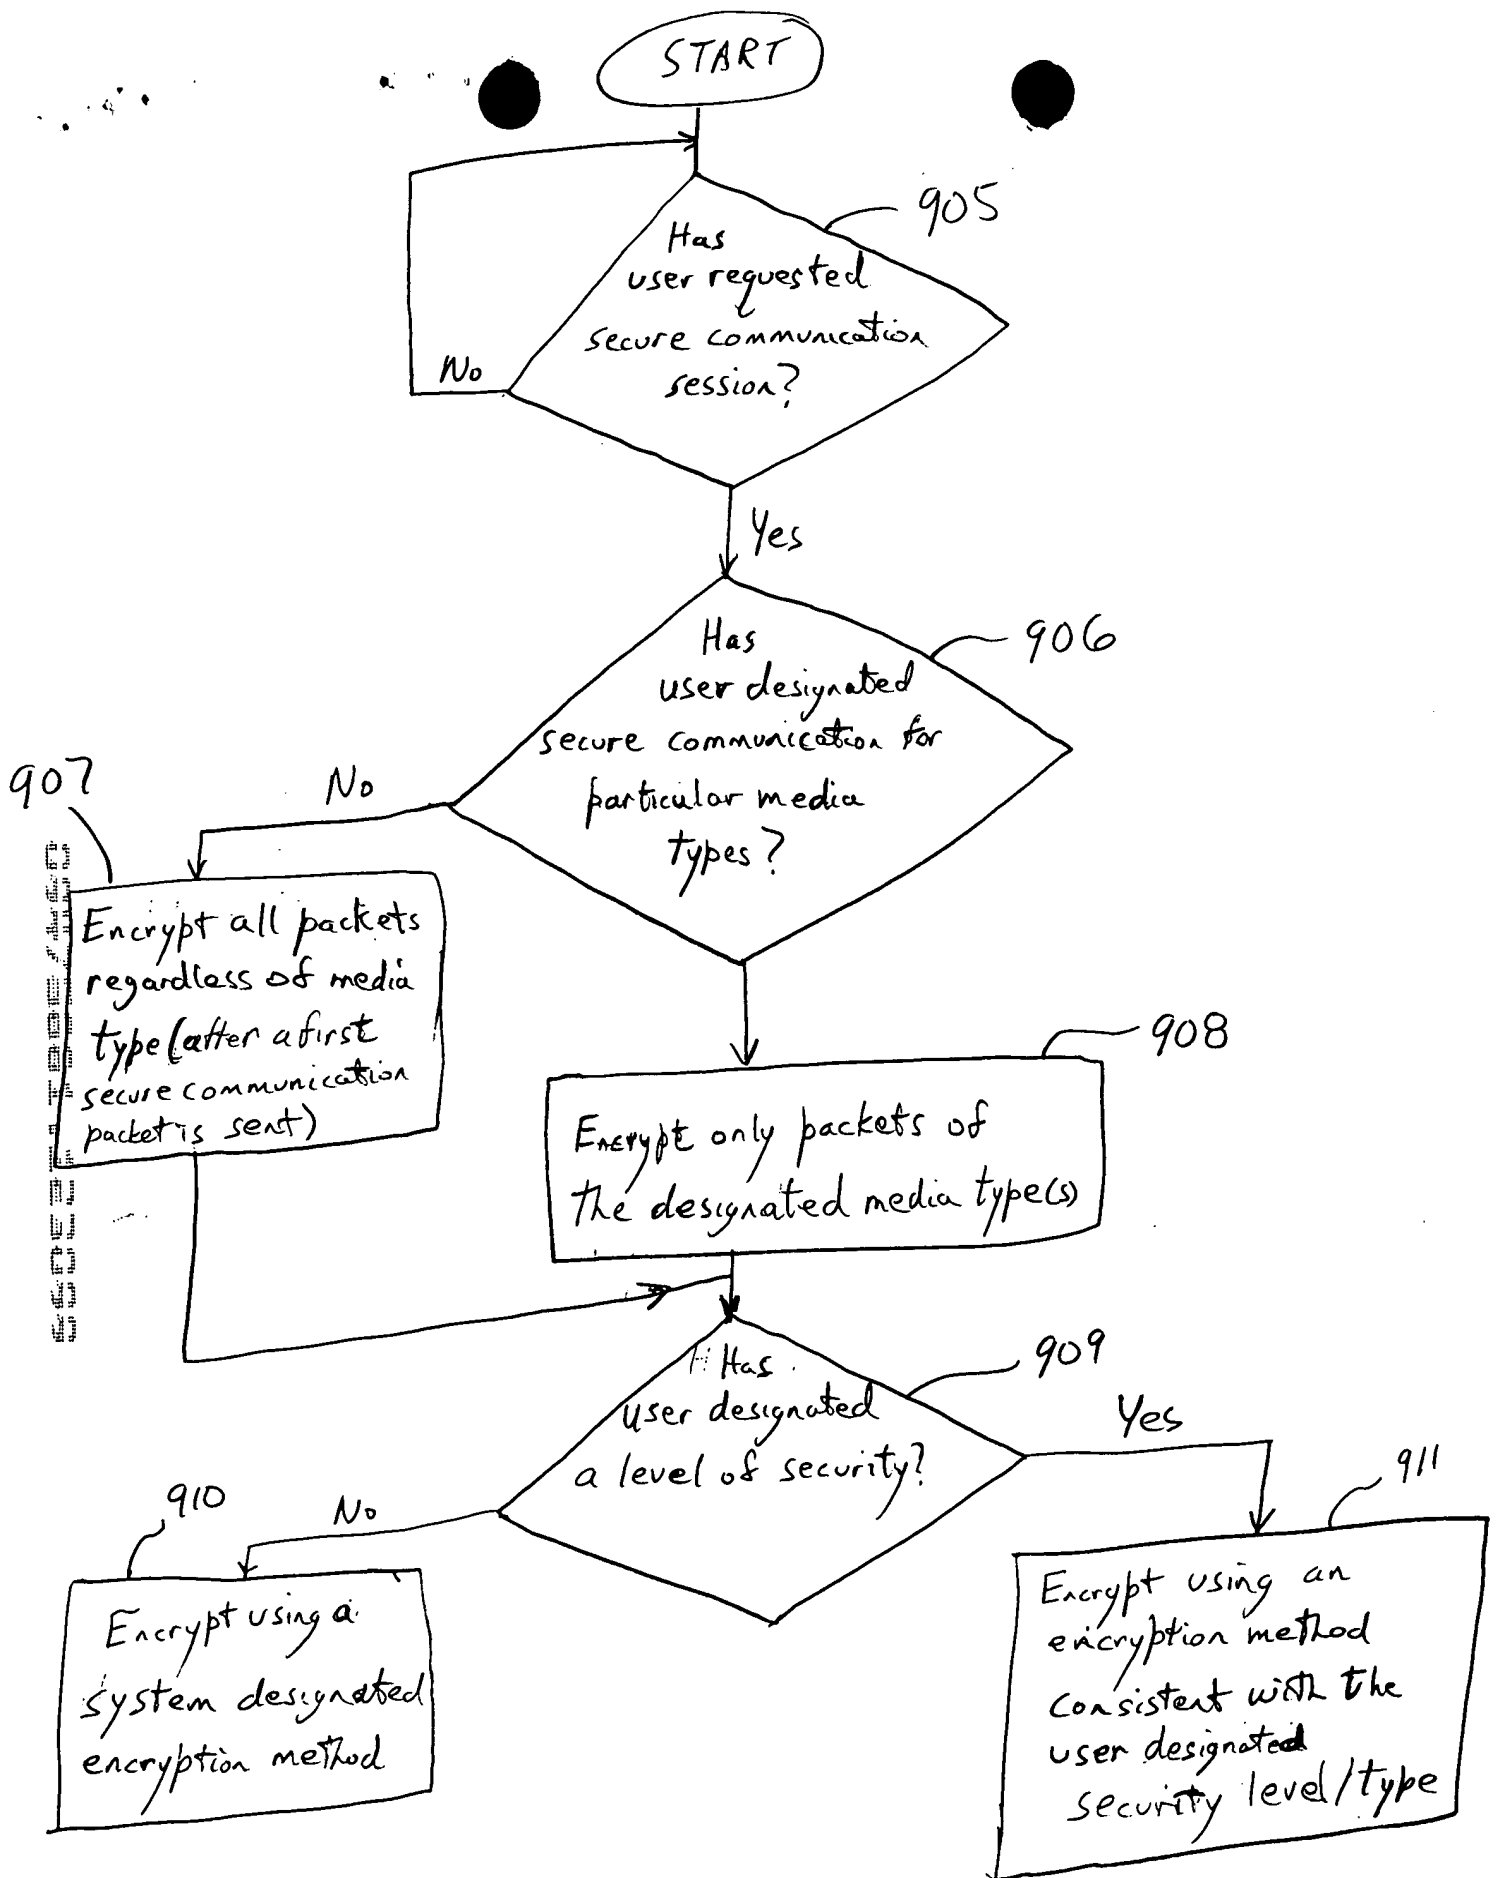 START
905
Has
user requested
secure communication
session?
No
Yes
906
Has
user designated
secure communication for
particular media
types?
No
907
Encrypt all packets
regardless of media
type (after a first
secure communication
packet is sent)
908
Encrypt only packets of
the designated media type(s)
909
Has
user designated
a level of security?
Yes
No
910
Encrypt using a
system designated
encryption method
911
Encrypt using an
encryption method
consistent with the
user designated
security level/type